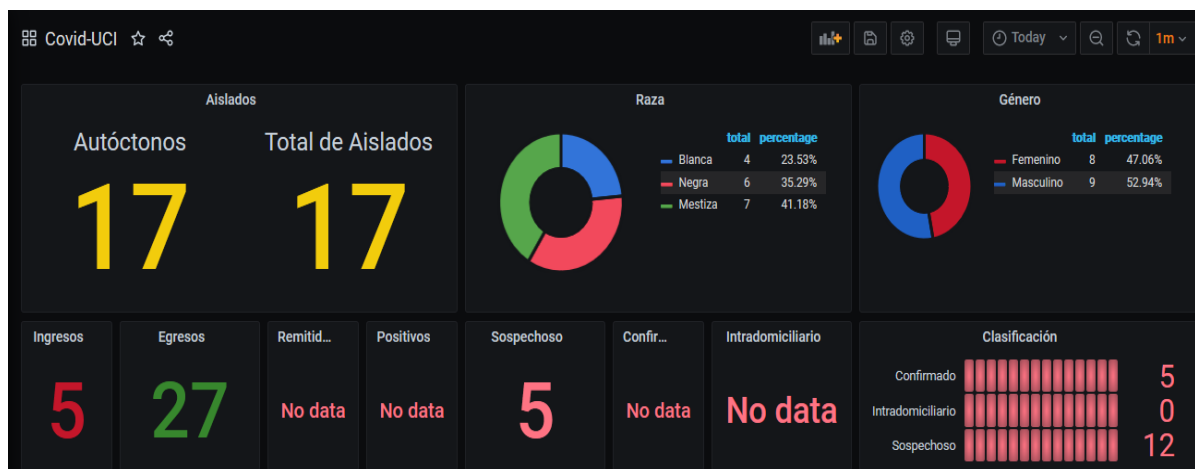 Covid-UCI
Today
1m
Aislados
Autóctonos
17
Total de Aislados
17
Raza
total percentage
Blanca 4 23.53%
Negra 6 35.29%
Mestiza 7 41.18%
Género
total percentage
Femenino 8 47.06%
Masculino 9 52.94%
Ingresos
5
Egresos
27
Remitid...
No data
Positivos
No data
Sospechoso
5
Confir...
No data
Intradomiciliario
No data
Clasificación
Confirmado 5
Intradomiciliario 0
Sospechoso 12